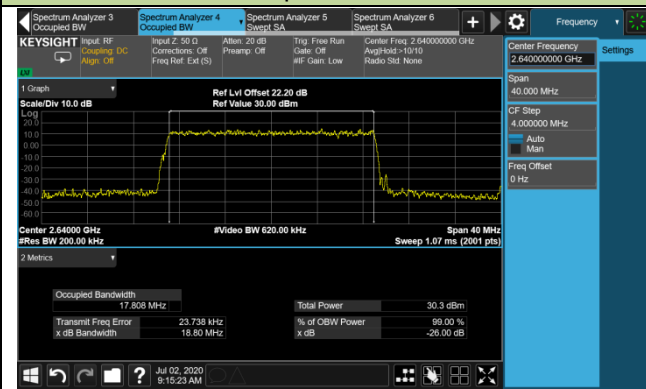 Spectrum Analyzer 3
Occupied BW
Spectrum Analyzer 4
Occupied BW
Spectrum Analyzer 5
Swept SA
Spectrum Analyzer 6
Swept SA
+
Frequency
KEYSIGHT
Input: RF
Coupling: DC
Align: Off
Input Z: 50 Ω
Corrections: Off
Freq Ref: Ext (S)
Atten: 20 dB
Preamp: Off
Trig: Free Run
Gate: Off
#IF Gain: Low
Center Freq: 2.640000000 GHz
Avg|Hold:>10/10
Radio Std: None
LW
Center Frequency
2.640000000 GHz
Settings
Span
40.000 MHz
CF Step
4.000000 MHz
Auto
Man
Freq Offset
0 Hz
1 Graph
Scale/Div 10.0 dB
Ref Lvl Offset 22.20 dB
Ref Value 30.00 dBm
Log
20.0
10.0
0.00
-10.0
-20.0
-30.0
-40.0
-50.0
-60.0
Center 2.64000 GHz
#Res BW 200.00 kHz
#Video BW 620.00 kHz
Span 40 MHz
Sweep 1.07 ms (2001 pts)
2 Metrics
Occupied Bandwidth
17.808 MHz
Total Power 30.3 dBm
Transmit Freq Error 23.738 kHz
% of OBW Power 99.00 %
x dB Bandwidth 18.80 MHz
x dB -26.00 dB
?
Jul 02, 2020
9:15:23 AM